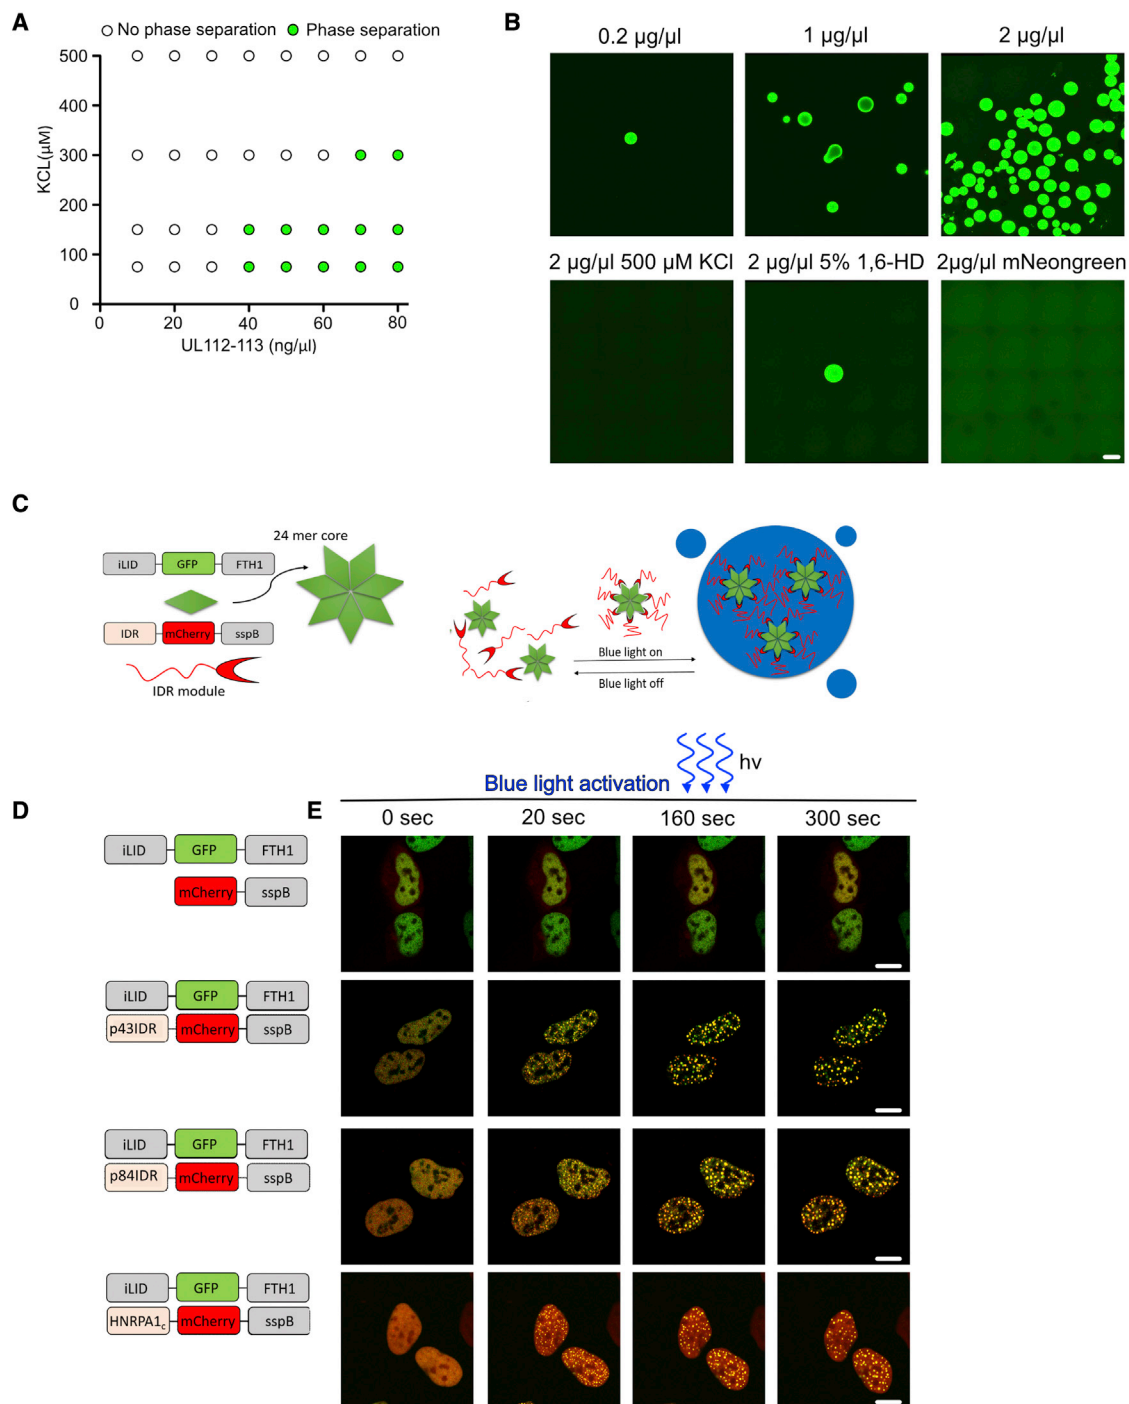 A
No phase separation
Phase separation
500
400
300
200
100
0
KCL(µM)
0
20
40
60
80
UL112-113 (ng/µl)
B
0.2 µg/µl
1 µg/µl
2 µg/µl
2 µg/µl 500 µM KCl
2 µg/µl 5% 1,6-HD
2µg/µl mNeongreen
C
24 mer core
iLID GFP FTH1
IDR mCherry sspB
IDR module
Blue light on
Blue light off
hv
Blue light activation
D
E
0 sec
20 sec
160 sec
300 sec
iLID GFP FTH1
mCherry sspB
iLID GFP FTH1
p43IDR mCherry sspB
iLID GFP FTH1
p84IDR mCherry sspB
iLID GFP FTH1
HNRPA1c mCherry sspB